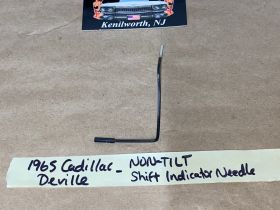 Kenilworth, NJ
1965 Cadillac - NON-TILT
Deville Shift Indicator Needle